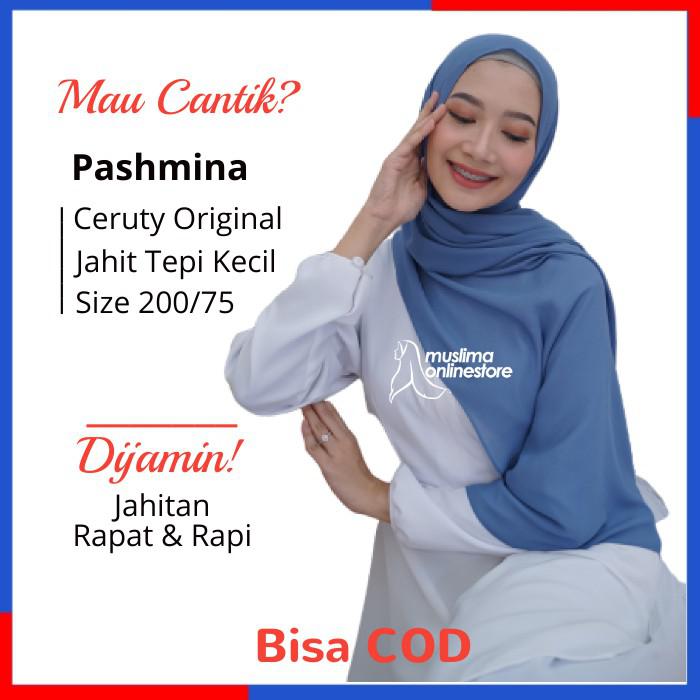 Mau Cantik?
Pashmina
Ceruty Original
Jahit Tepi Kecil
Size 200/75
muslima
onlinestore
Dijamin!
Jahitan
Rapat & Rapi
Bisa COD